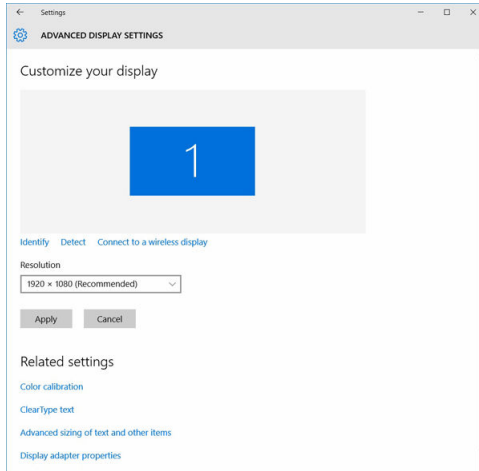 Settings
ADVANCED DISPLAY SETTINGS
Customize your display
1
Identify Detect Connect to a wireless display
Resolution
1920 × 1080 (Recommended)
Apply Cancel
Related settings
Color calibration
ClearType text
Advanced sizing of text and other items
Display adapter properties